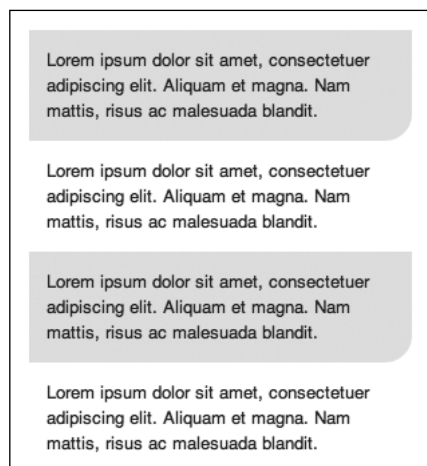 Lorem ipsum dolor sit amet, consectetuer
adipiscing elit. Aliquam et magna. Nam
mattis, risus ac malesuada blandit.
Lorem ipsum dolor sit amet, consectetuer
adipiscing elit. Aliquam et magna. Nam
mattis, risus ac malesuada blandit.
Lorem ipsum dolor sit amet, consectetuer
adipiscing elit. Aliquam et magna. Nam
mattis, risus ac malesuada blandit.
Lorem ipsum dolor sit amet, consectetuer
adipiscing elit. Aliquam et magna. Nam
mattis, risus ac malesuada blandit.